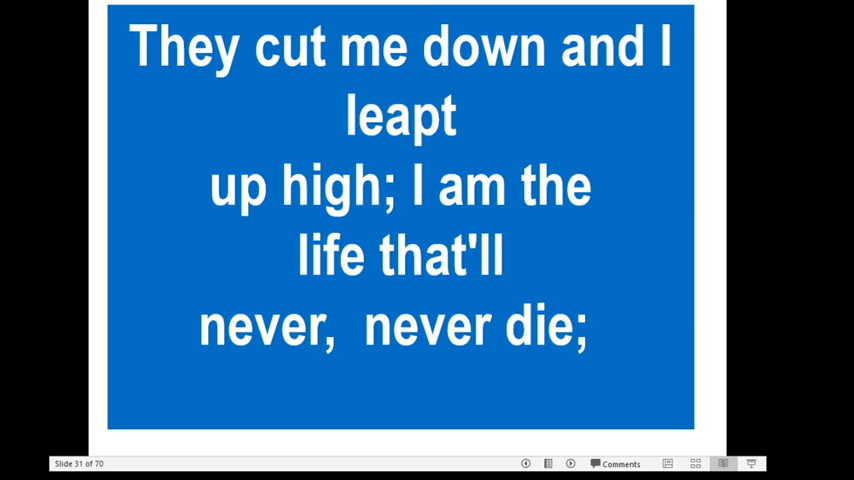 They cut me down and I
leapt
up high; I am the
life that'll
never,  never die;
Slide 31 of 70
Comments